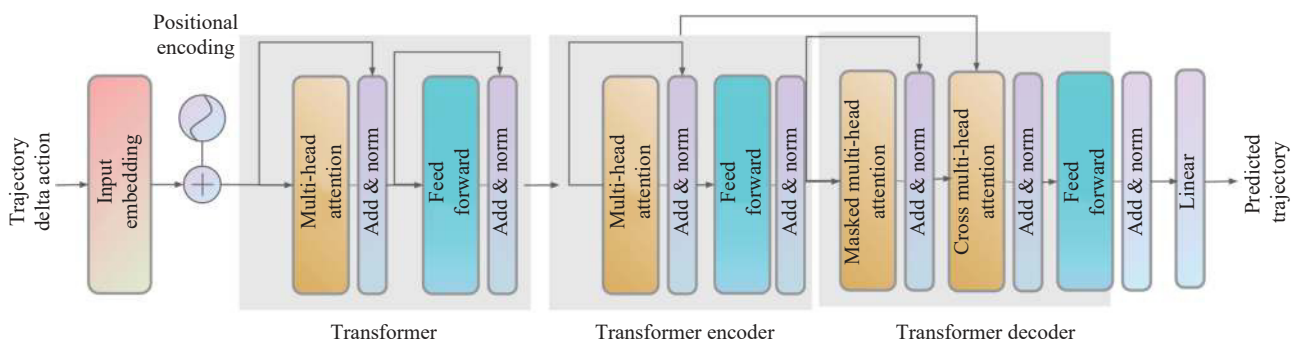 Positional
encoding
Trajectory
delta action
Input
embedding
Multi-head
attention
Add & norm
Feed
forward
Add & norm
Multi-head
attention
Add & norm
Feed
forward
Add & norm
Masked multi-head
attention
Add & norm
Cross multi-head
attention
Add & norm
Feed
forward
Add & norm
Linear
Predicted
trajectory
Transformer
Transformer encoder
Transformer decoder